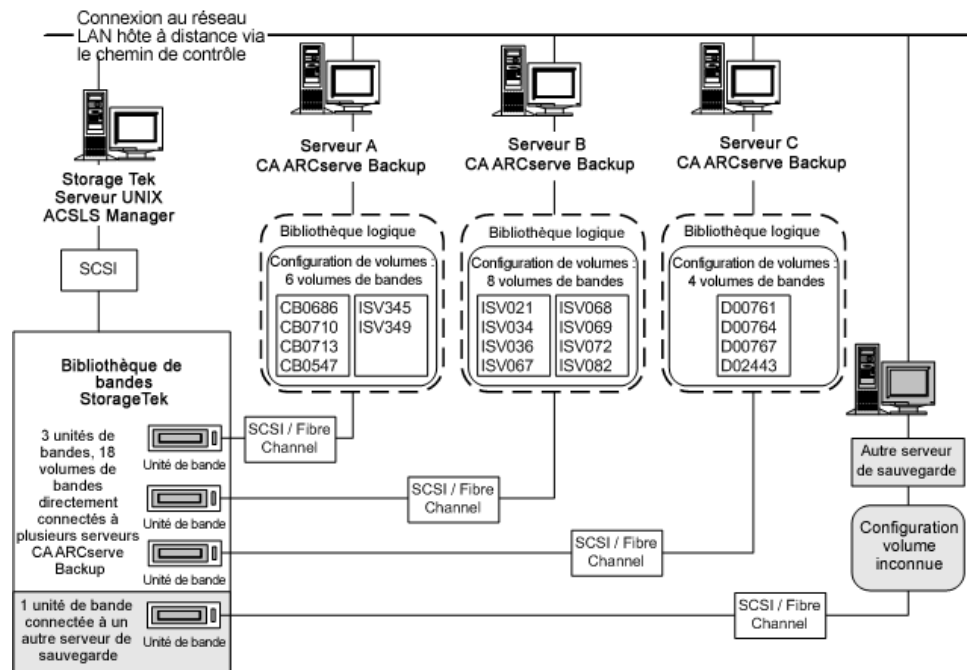 Connexion au réseau
LAN hôte à distance via
le chemin de contrôle
Storage Tek
Serveur UNIX
ACSLS Manager
SCSI
Serveur A
CA ARCserve Backup
Serveur B
CA ARCserve Backup
Serveur C
CA ARCserve Backup
Bibliothèque logique
Configuration de volumes :
6 volumes de bandes
CB0686
CB0710
CB0713
CB0547
ISV345
ISV349
Bibliothèque logique
Configuration de volumes :
8 volumes de bandes
ISV021
ISV034
ISV036
ISV067
ISV068
ISV069
ISV072
ISV082
Bibliothèque logique
Configuration de volumes :
4 volumes de bandes
D00761
D00764
D00767
D02443
Bibliothèque de
bandes
StorageTek
3 unités de
bandes, 18
volumes de
bandes
directement
connectés à
plusieurs serveurs
CA ARCserve
Backup
Unité de bande
Unité de bande
Unité de bande
1 unité de bande
connectée à un
autre serveur de
sauvegarde
Unité de bande
SCSI / Fibre
Channel
SCSI / Fibre
Channel
SCSI / Fibre
Channel
SCSI / Fibre
Channel
Autre serveur
de sauvegarde
Configuration
volume
inconnue